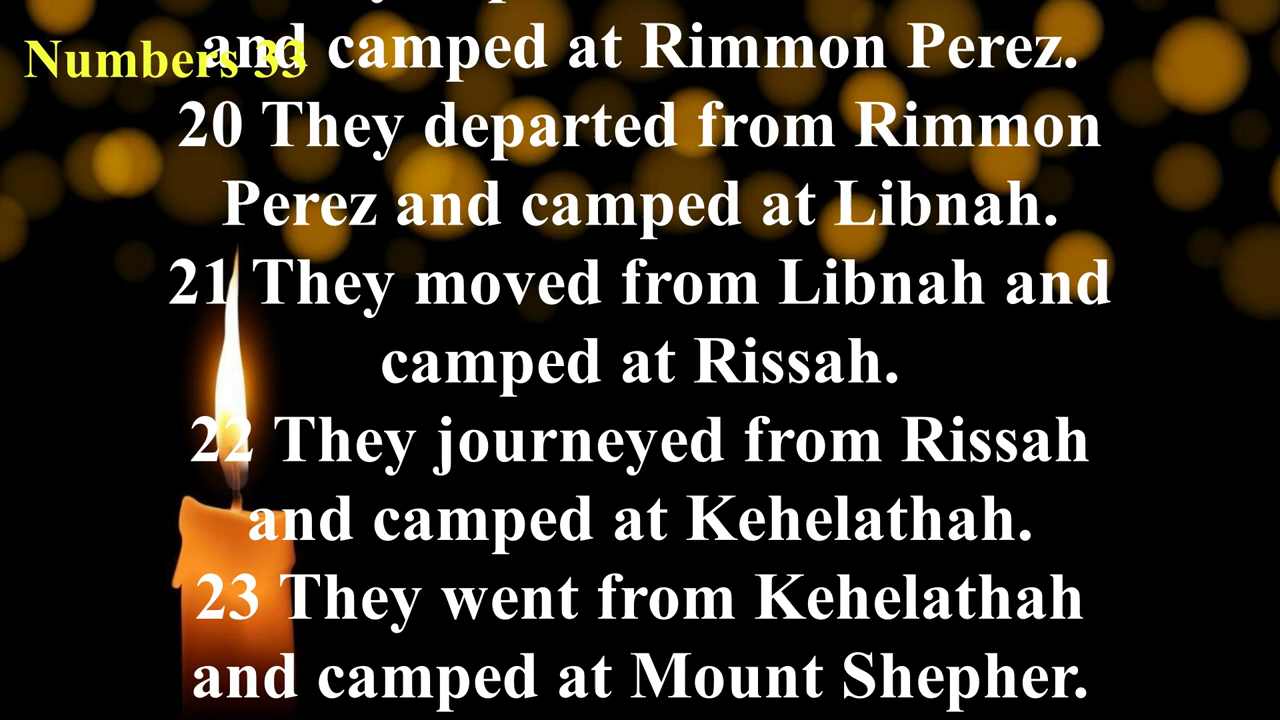 Numbers 33
and camped at Rimmon Perez.
20 They departed from Rimmon
Perez and camped at Libnah.
21 They moved from Libnah and
camped at Rissah.
22 They journeyed from Rissah
and camped at Kehelathah.
23 They went from Kehelathah
and camped at Mount Shepher.